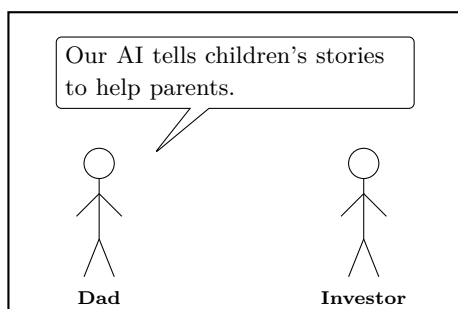 Our AI tells children’s stories
to help parents.
Dad
Investor